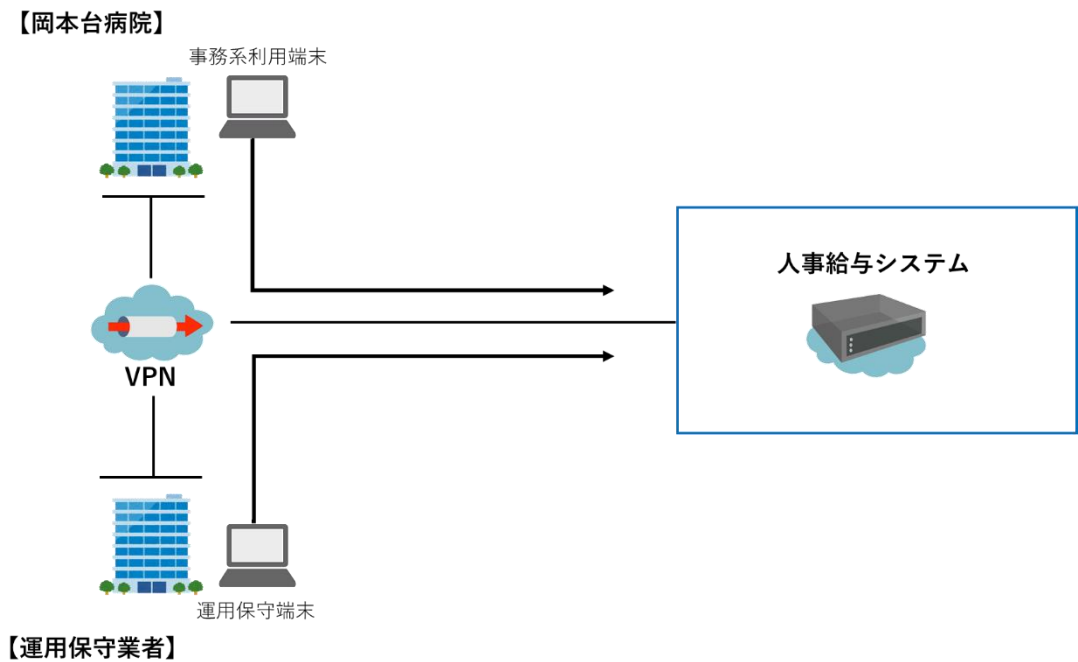 【岡本台病院】
事務系利用端末
人事給与システム
VPN
運用保守端末
【運用保守業者】